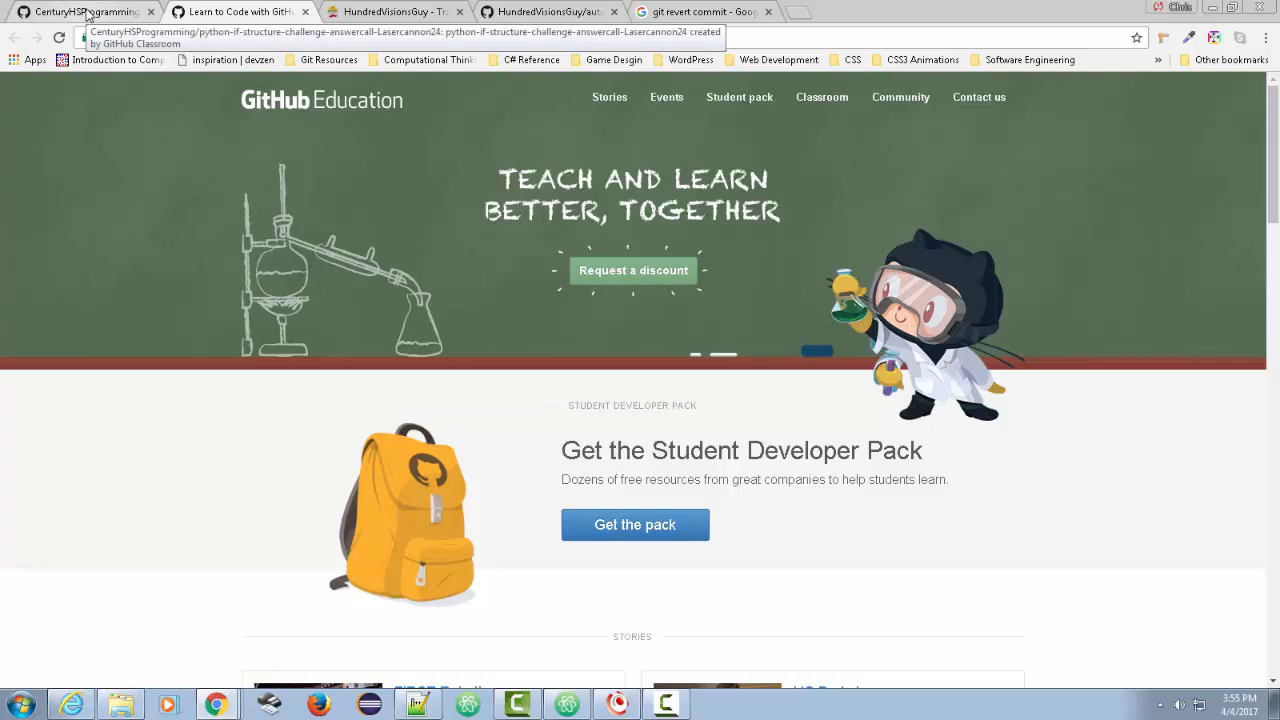 CenturyHSProgramming
Learn to Code with GitHu
HundredVisionsGuy - Tra
HundredVisionsGuy/auto
git revert commit - Goog
Chris
CenturyHSProgramming/python-if-structure-challenge-answercall-Lasercannon24: python-if-structure-challenge-answercall-Lasercannon24 created
by GitHub Classroom
Apps
Introduction to Comp
inspiration | devzen
Git Resources
Computational Think
C# Reference
Game Desgin
WordPress
Web Development
CSS
CSS3 Animations
Software Engineering
»
Other bookmarks
GitHub Education
Stories
Events
Student pack
Classroom
Community
Contact us
TEACH AND LEARN
BETTER, TOGETHER
Request a discount
STUDENT DEVELOPER PACK
Get the Student Developer Pack
Dozens of free resources from great companies to help students learn.
Get the pack
STORIES
3:55 PM
4/4/2017